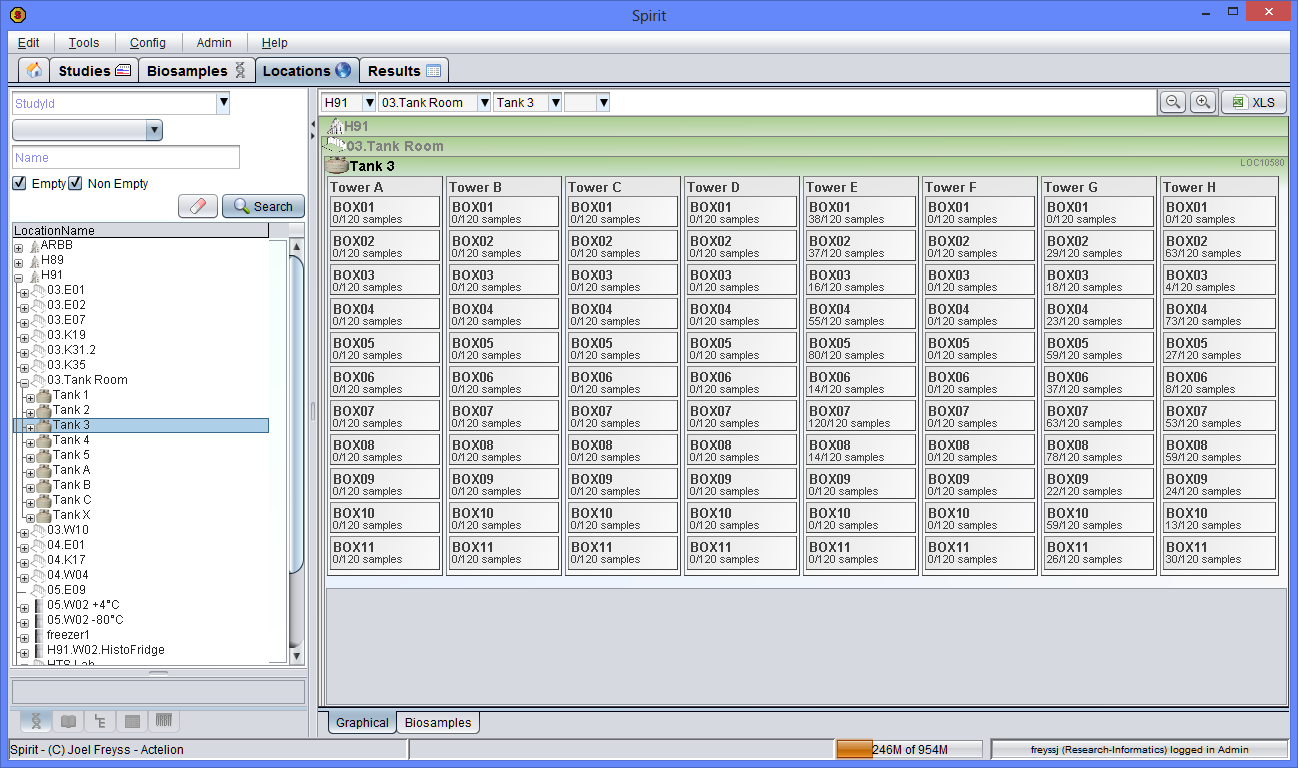 Spirit
Edit Tools Config Admin Help
Studies Biosamples Locations Results
StudyId
Name
Empty Non Empty
Search
LocationName
ARBB
H89
H91
03.E01
03.E02
03.E07
03.K19
03.K31.2
03.K35
03.Tank Room
Tank 1
Tank 2
Tank 3
Tank 4
Tank 5
Tank A
Tank B
Tank C
Tank X
03.W10
04.E01
04.K17
04.W04
05.E09
05.W02 +4°C
05.W02 -80°C
freezer1
H91.W02.HistoFridge
HTS Lab
H91 03.Tank Room Tank 3 XLS
H91
03.Tank Room
Tank 3 LOC10580
Tower A Tower B Tower C Tower D Tower E Tower F Tower G Tower H
BOX01 BOX01 BOX01 BOX01 BOX01 BOX01 BOX01 BOX01
0/120 samples 0/120 samples 0/120 samples 0/120 samples 38/120 samples 0/120 samples 0/120 samples 0/120 samples
BOX02 BOX02 BOX02 BOX02 BOX02 BOX02 BOX02 BOX02
0/120 samples 0/120 samples 0/120 samples 0/120 samples 37/120 samples 0/120 samples 29/120 samples 63/120 samples
BOX03 BOX03 BOX03 BOX03 BOX03 BOX03 BOX03 BOX03
0/120 samples 0/120 samples 0/120 samples 0/120 samples 16/120 samples 0/120 samples 18/120 samples 4/120 samples
BOX04 BOX04 BOX04 BOX04 BOX04 BOX04 BOX04 BOX04
0/120 samples 0/120 samples 0/120 samples 0/120 samples 55/120 samples 0/120 samples 23/120 samples 73/120 samples
BOX05 BOX05 BOX05 BOX05 BOX05 BOX05 BOX05 BOX05
0/120 samples 0/120 samples 0/120 samples 0/120 samples 80/120 samples 0/120 samples 59/120 samples 27/120 samples
BOX06 BOX06 BOX06 BOX06 BOX06 BOX06 BOX06 BOX06
0/120 samples 0/120 samples 0/120 samples 0/120 samples 14/120 samples 0/120 samples 37/120 samples 8/120 samples
BOX07 BOX07 BOX07 BOX07 BOX07 BOX07 BOX07 BOX07
0/120 samples 0/120 samples 0/120 samples 0/120 samples 120/120 samples 0/120 samples 63/120 samples 53/120 samples
BOX08 BOX08 BOX08 BOX08 BOX08 BOX08 BOX08 BOX08
0/120 samples 0/120 samples 0/120 samples 0/120 samples 14/120 samples 0/120 samples 78/120 samples 59/120 samples
BOX09 BOX09 BOX09 BOX09 BOX09 BOX09 BOX09 BOX09
0/120 samples 0/120 samples 0/120 samples 0/120 samples 0/120 samples 0/120 samples 22/120 samples 24/120 samples
BOX10 BOX10 BOX10 BOX10 BOX10 BOX10 BOX10 BOX10
0/120 samples 0/120 samples 0/120 samples 0/120 samples 0/120 samples 0/120 samples 59/120 samples 13/120 samples
BOX11 BOX11 BOX11 BOX11 BOX11 BOX11 BOX11 BOX11
0/120 samples 0/120 samples 0/120 samples 0/120 samples 0/120 samples 0/120 samples 26/120 samples 30/120 samples
Graphical Biosamples
Spirit - (C) Joel Freyss - Actelion 246M of 954M freyssj (Research-Informatics) logged in Admin